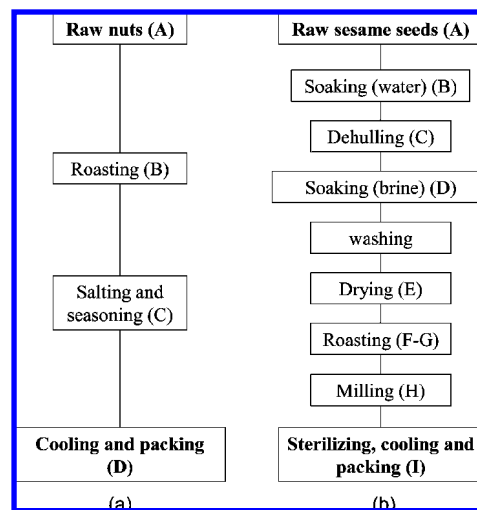 Raw nuts (A)
Roasting (B)
Salting and
seasoning (C)
Cooling and packing
(D)
(a)
Raw sesame seeds (A)
Soaking (water) (B)
Dehulling (C)
Soaking (brine) (D)
washing
Drying (E)
Roasting (F-G)
Milling (H)
Sterilizing, cooling and
packing (I)
(b)